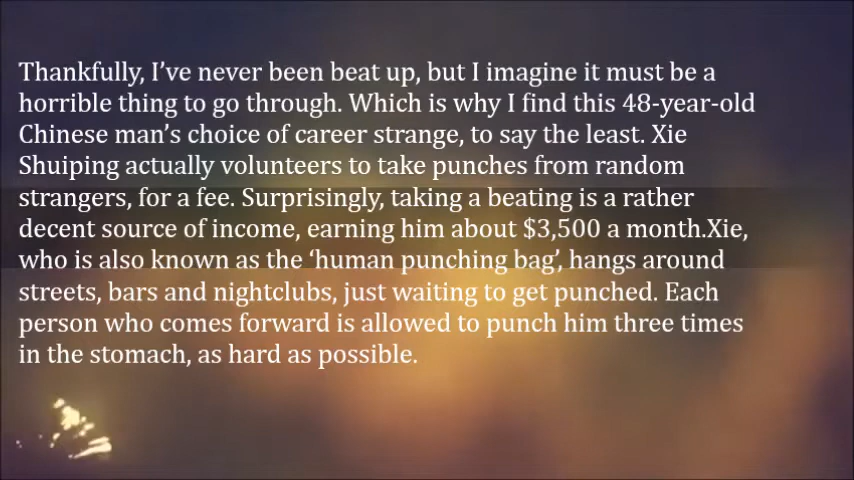 Thankfully, I’ve never been beat up, but I imagine it must be a
horrible thing to go through. Which is why I find this 48-year-old
Chinese man’s choice of career strange, to say the least. Xie
Shuiping actually volunteers to take punches from random
strangers, for a fee. Surprisingly, taking a beating is a rather
decent source of income, earning him about $3,500 a month.Xie,
who is also known as the ‘human punching bag’, hangs around
streets, bars and nightclubs, just waiting to get punched. Each
person who comes forward is allowed to punch him three times
in the stomach, as hard as possible.